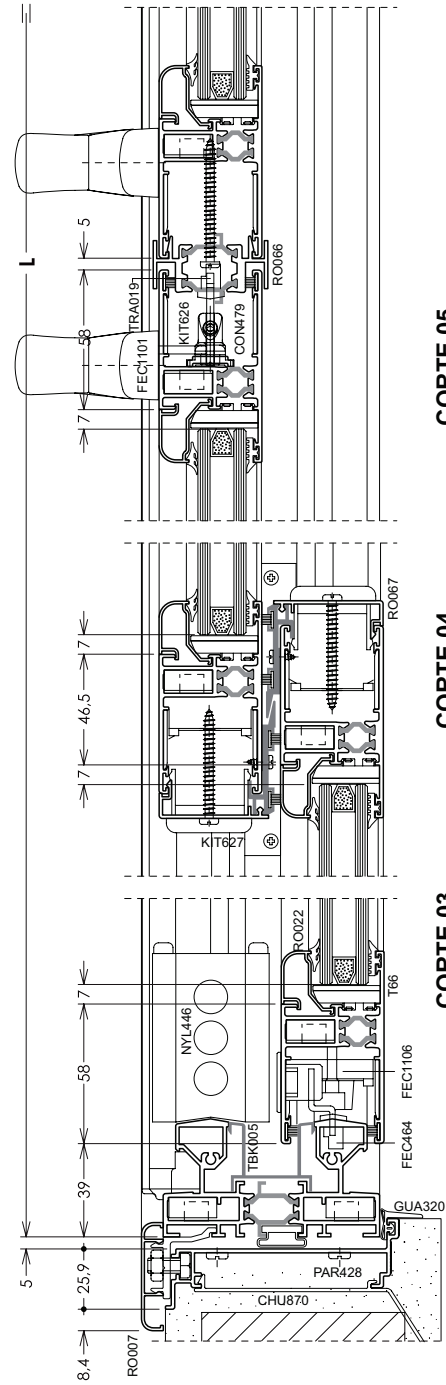 L
5
58
7
7
46,5
7
7
58
39
5
25,9
8,4
TRA019
FEC1101
KIT626
CON479
RO066
KIT627
RO067
NYL446
RO022
T66
TBK005
FEC1106
FEC464
GUA320
PAR428
CHU870
RO007
CORTE 03
CORTE 04
CORTE 05